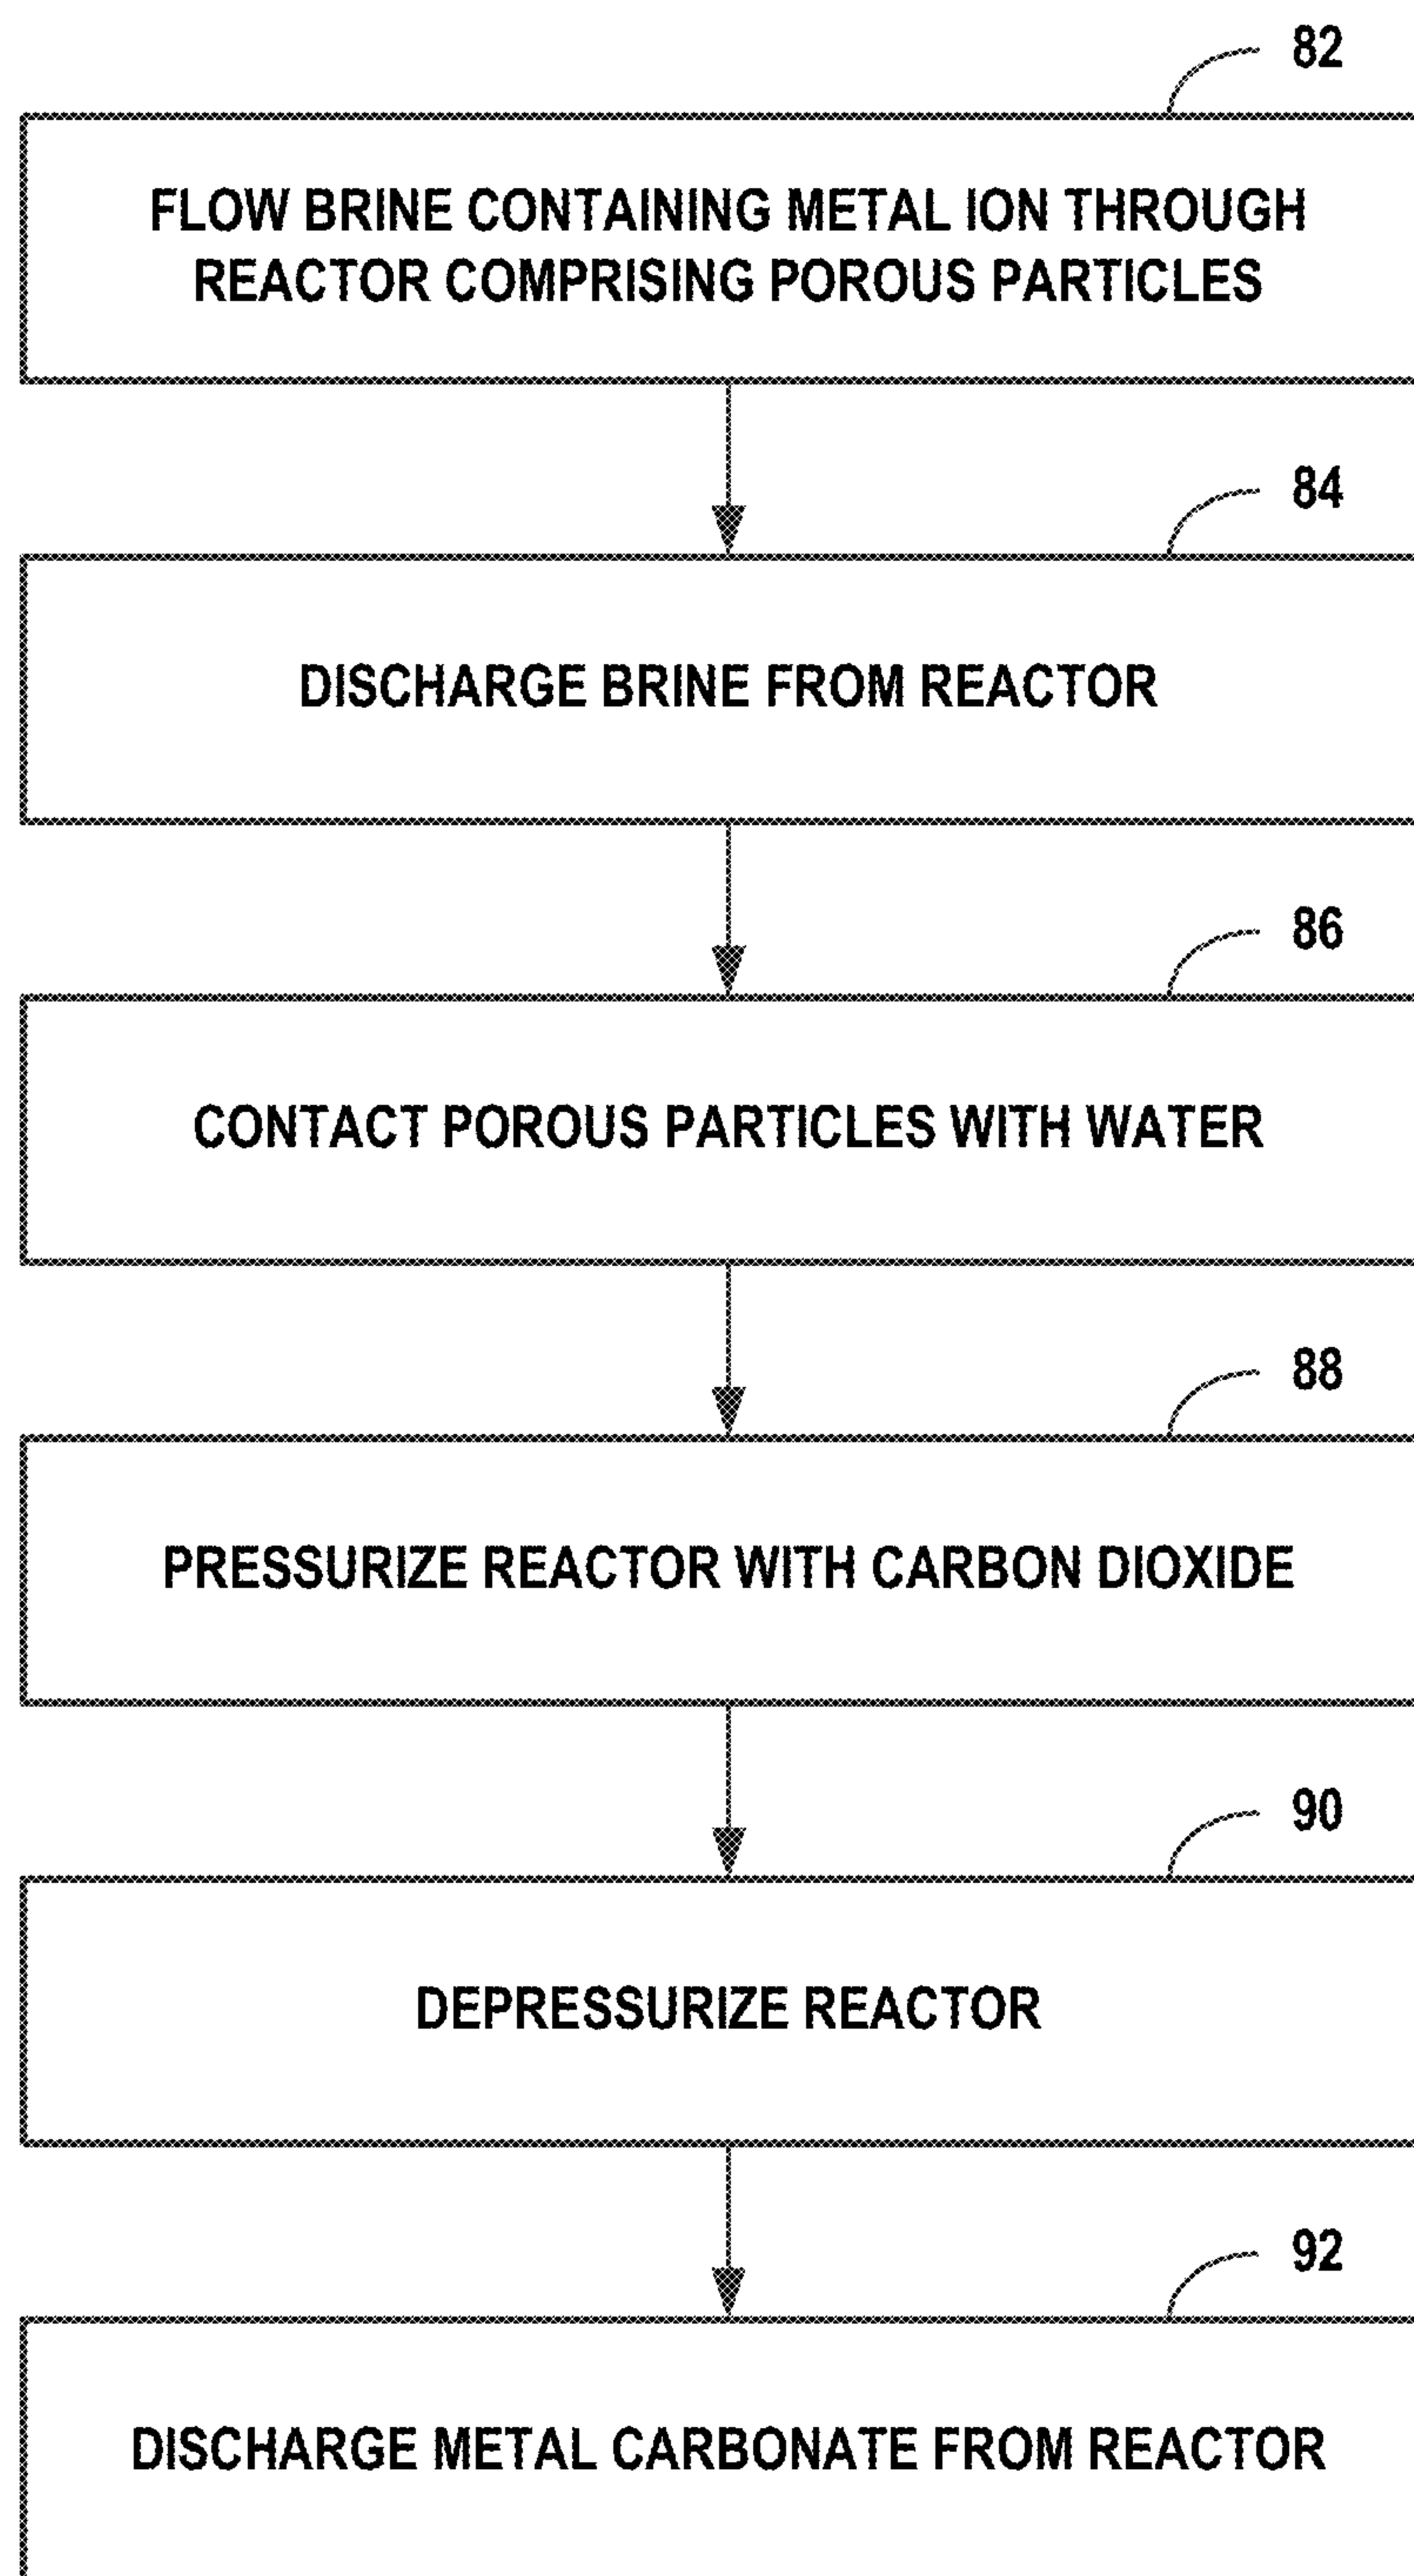 82
FLOW BRINE CONTAINING METAL ION THROUGH
REACTOR COMPRISING POROUS PARTICLES
84
DISCHARGE BRINE FROM REACTOR
86
CONTACT POROUS PARTICLES WITH WATER
88
PRESSURIZE REACTOR WITH CARBON DIOXIDE
90
DEPRESSURIZE REACTOR
92
DISCHARGE METAL CARBONATE FROM REACTOR